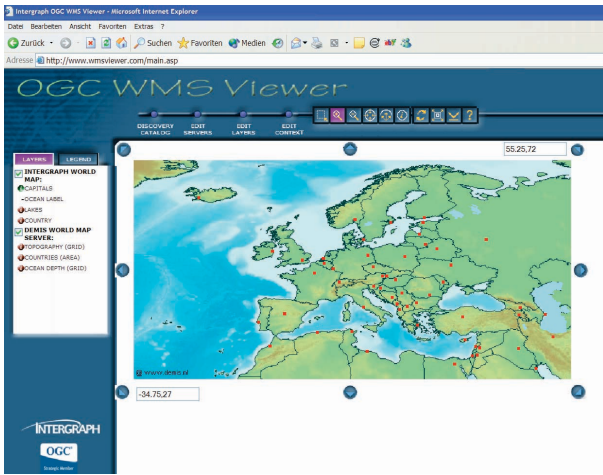 Intergraph OGC WMS Viewer - Microsoft Internet Explorer
Datei Bearbeiten Ansicht Favoriten Extras ?
Zurück Suchen Favoriten Medien
Adresse http://www.wmsviewer.com/main.asp
OGC WMS Viewer
DISCOVERY CATALOG
EDIT SERVERS
EDIT LAYERS
EDIT CONTEXT
55.25,72
LAYERS LEGEND
INTERGRAPH WORLD
MAP:
CAPITALS
-OCEAN LABEL
LAKES
COUNTRY
DEMIS WORLD MAP
SERVER:
TOPOGRAPHY (GRID)
COUNTRIES (AREA)
OCEAN DEPTH (GRID)
@ www.demis.nl
-34.75,27
INTERGRAPH
OGC
Strategic Member